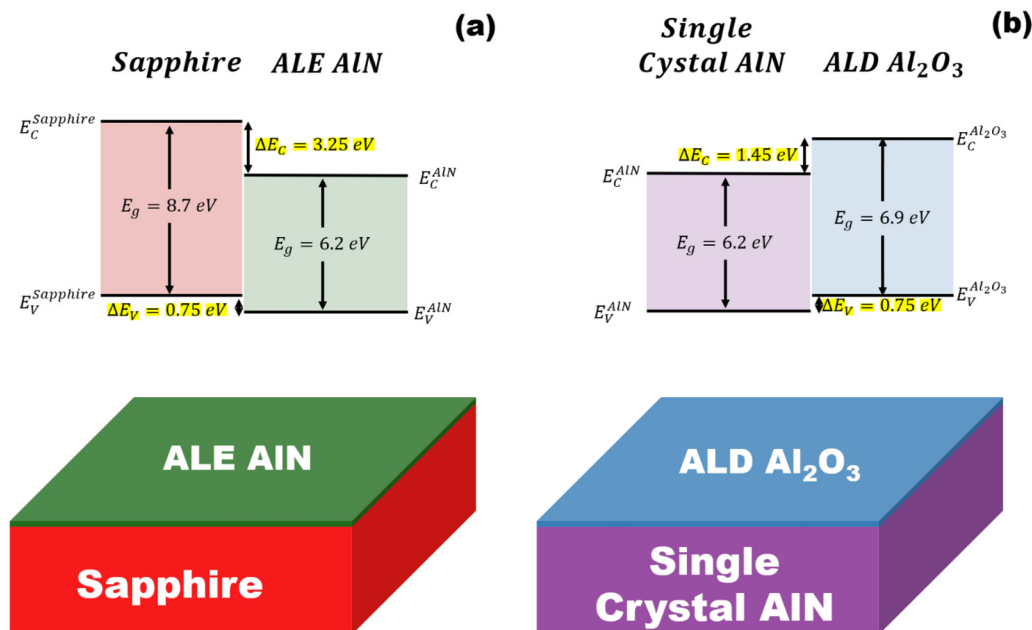 (a)
Sapphire ALE AlN
E_C^Sapphire
ΔE_C = 3.25 eV
E_C^AlN
E_g = 8.7 eV
E_g = 6.2 eV
E_V^Sapphire
ΔE_V = 0.75 eV
E_V^AlN
ALE AlN
Sapphire
(b)
Single
Cystal AlN ALD Al₂O₃
E_C^Al₂O₃
ΔE_C = 1.45 eV
E_C^AlN
E_g = 6.2 eV
E_g = 6.9 eV
E_V^Al₂O₃
E_V^AlN
ΔE_V = 0.75 eV
ALD Al₂O₃
Single
Crystal AlN